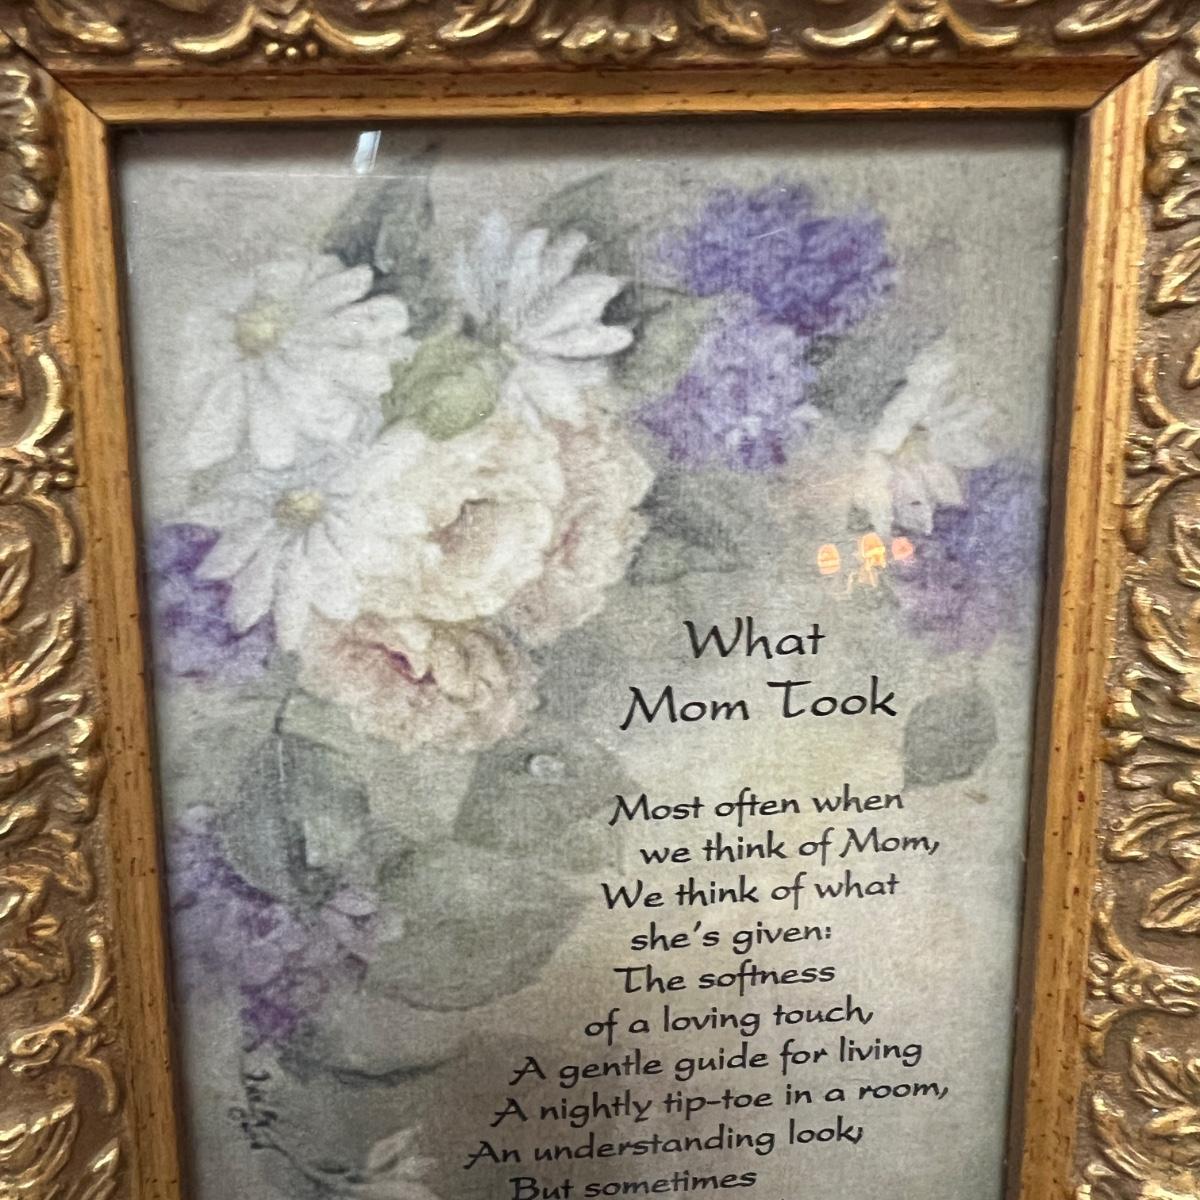 What
Mom Took
Most often when
we think of Mom,
We think of what
she's given:
The softness
of a loving touch,
A gentle guide for living
A nightly tip-toe in a room,
An understanding look;
But sometimes